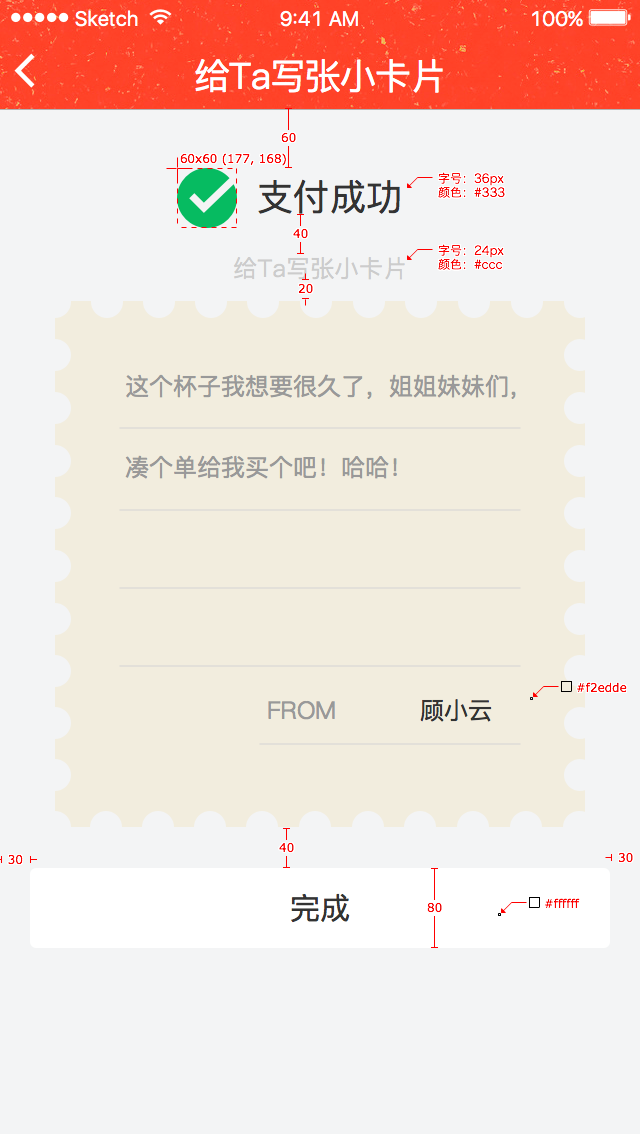 Sketch 9:41 AM 100%
给Ta写张小卡片
60
60x60 (177, 168)
支付成功
字号：36px
颜色：#333
40
给Ta写张小卡片
字号：24px
颜色：#ccc
20
这个杯子我想要很久了，姐姐妹妹们，
凑个单给我买个吧！哈哈！
#f2edde
FROM 顾小云
40
30 30
完成
80
#ffffff